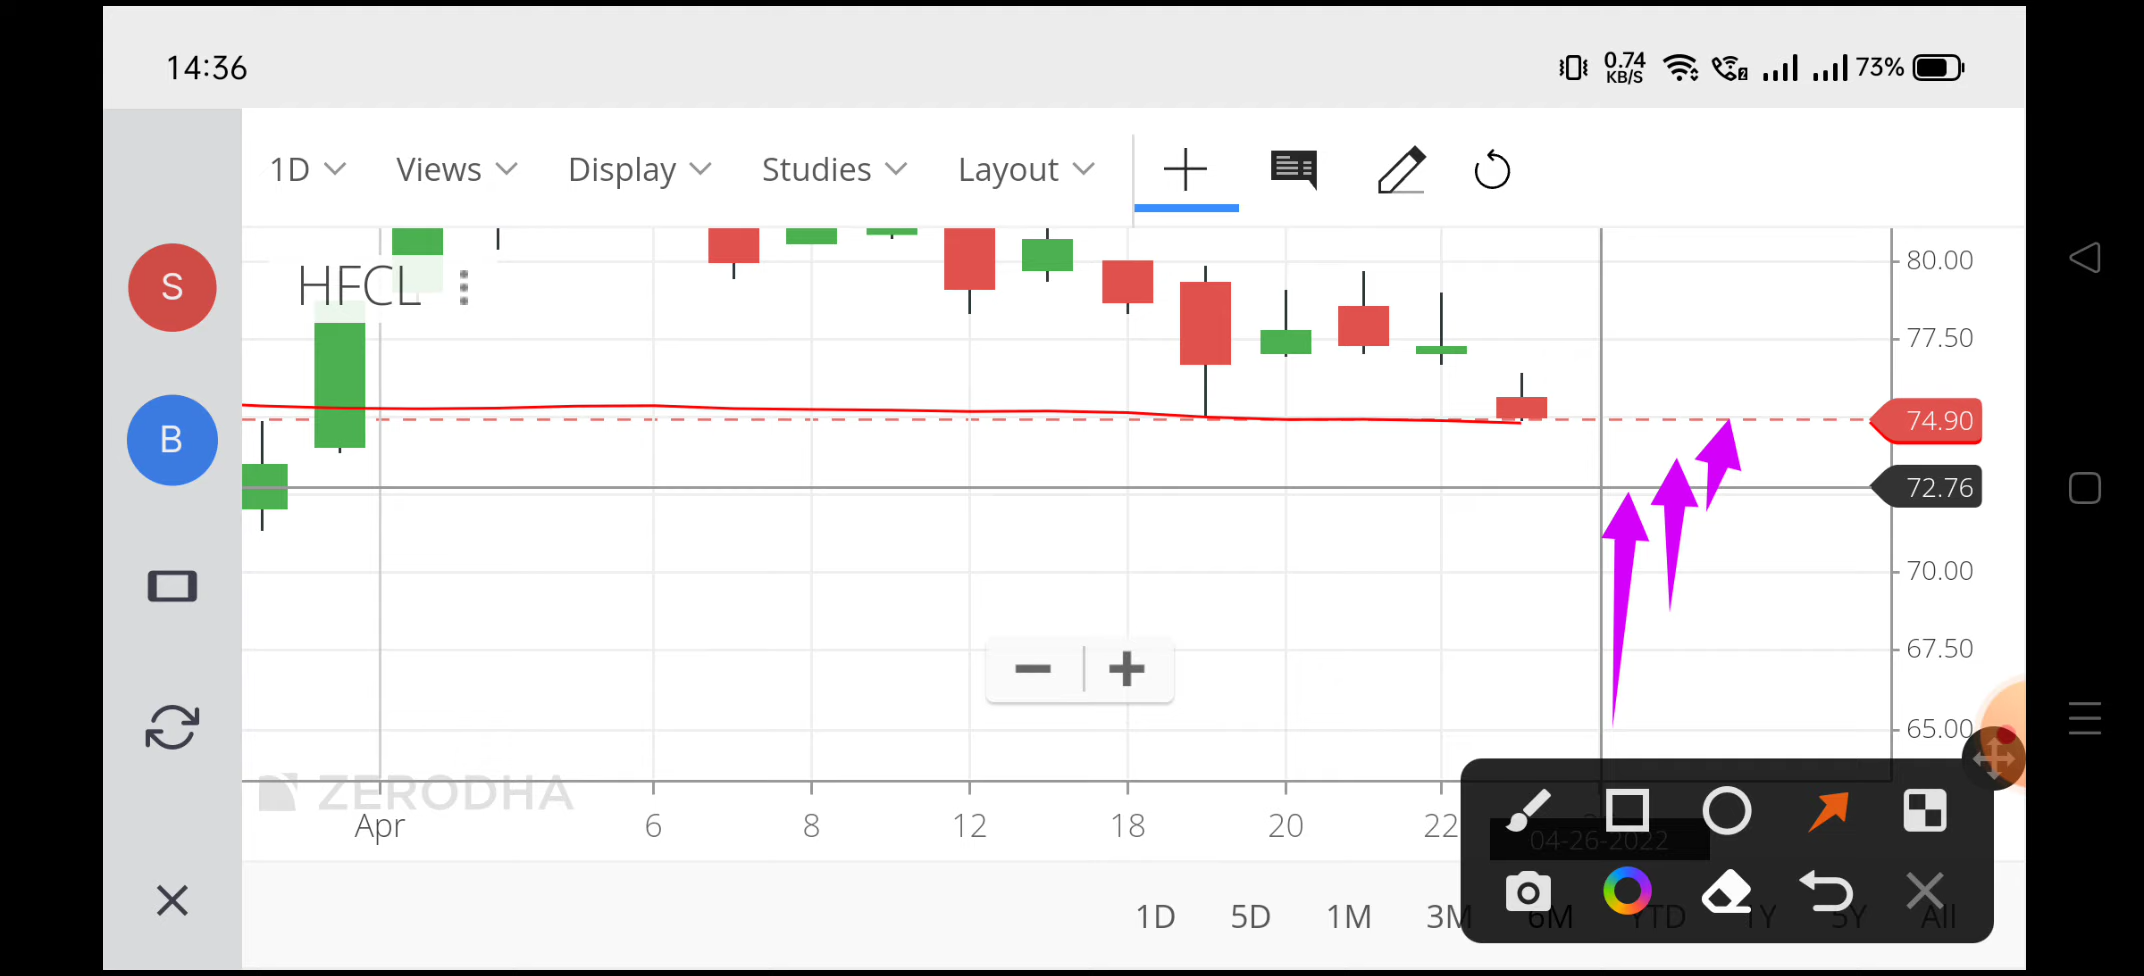 14:36
0.74 KB/S
2
73%
1D Views Display Studies Layout
S
HFCL
B
80.00
77.50
74.90
72.76
70.00
67.50
65.00
ZERODHA
Apr 6 8 12 18 20 22
04-26-2022
1D 5D 1M 3M 6M YTD 1Y 5Y All